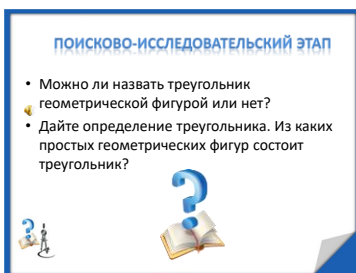 ПОИСКОВО-ИССЛЕДОВАТЕЛЬСКИЙ ЭТАП
• Можно ли назвать треугольник
геометрической фигурой или нет?
• Дайте определение треугольника. Из каких
простых геометрических фигур состоит
треугольник?